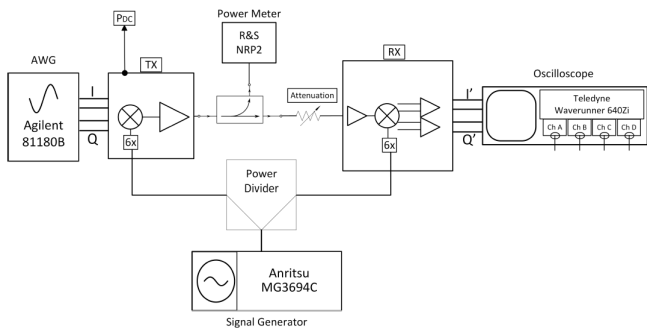 Power Meter
PDC
R&S
NRP2
AWG
TX
RX
Oscilloscope
I
Attenuation
I'
Teledyne
Waverunner 640Zi
Agilent
81180B
Q
6x
6x
Q'
Ch A
Ch B
Ch C
Ch D
Power
Divider
Anritsu
MG3694C
Signal Generator